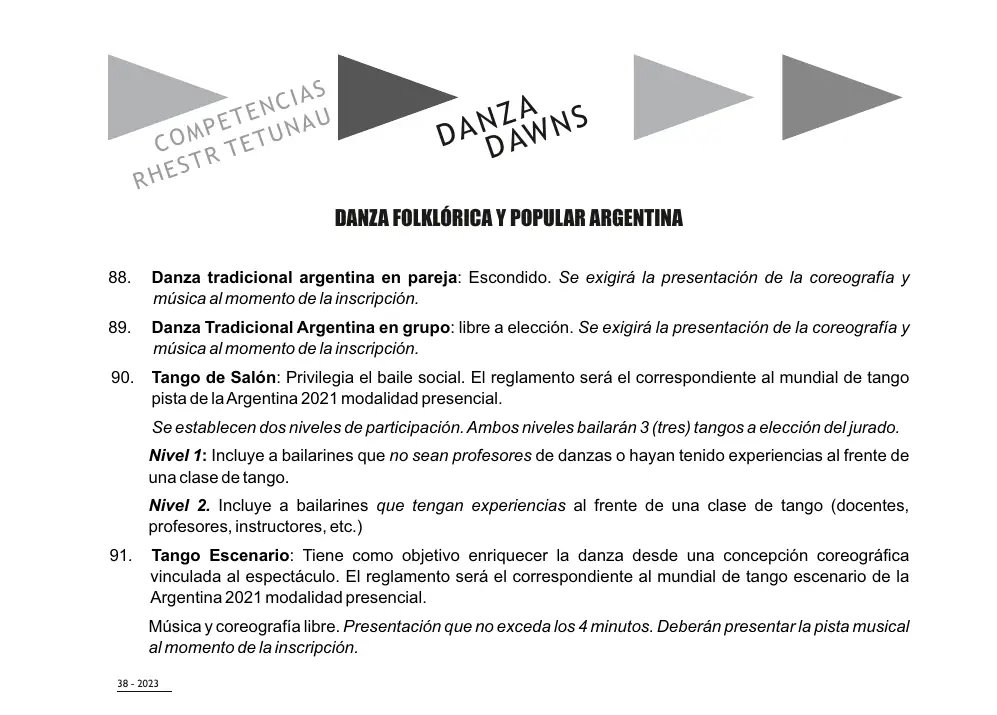 COMPETENCIAS
RHESTR TETUNAU
DANZA
DAWNS
DANZA FOLKLÓRICA Y POPULAR ARGENTINA
88. Danza tradicional argentina en pareja: Escondido. Se exigirá la presentación de la coreografía y
música al momento de la inscripción.
89. Danza Tradicional Argentina en grupo: libre a elección. Se exigirá la presentación de la coreografía y
música al momento de la inscripción.
90. Tango de Salón: Privilegia el baile social. El reglamento será el correspondiente al mundial de tango
pista de la Argentina 2021 modalidad presencial.
Se establecen dos niveles de participación. Ambos niveles bailarán 3 (tres) tangos a elección del jurado.
Nivel 1: Incluye a bailarines que no sean profesores de danzas o hayan tenido experiencias al frente de
una clase de tango.
Nivel 2. Incluye a bailarines que tengan experiencias al frente de una clase de tango (docentes,
profesores, instructores, etc.)
91. Tango Escenario: Tiene como objetivo enriquecer la danza desde una concepción coreográfica
vinculada al espectáculo. El reglamento será el correspondiente al mundial de tango escenario de la
Argentina 2021 modalidad presencial.
Música y coreografía libre. Presentación que no exceda los 4 minutos. Deberán presentar la pista musical
al momento de la inscripción.
38 - 2023